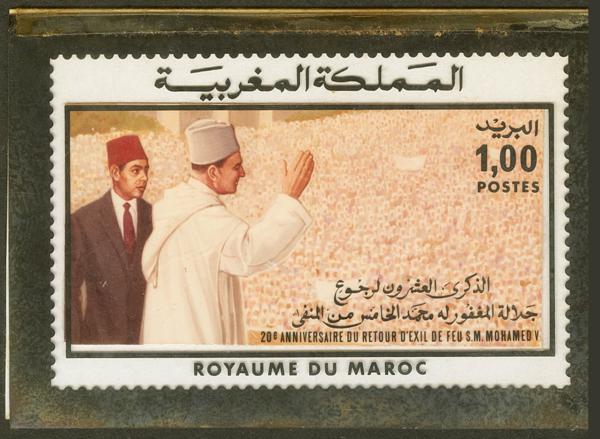 المملكة المغربية
البريد
1,00
POSTES
الذكرى العشرون لرجوع
جلالة المغفور له محمد الخامس من المنفى
20e ANNIVERSAIRE DU RETOUR D'EXIL DE FEU S.M. MOHAMED V
ROYAUME DU MAROC